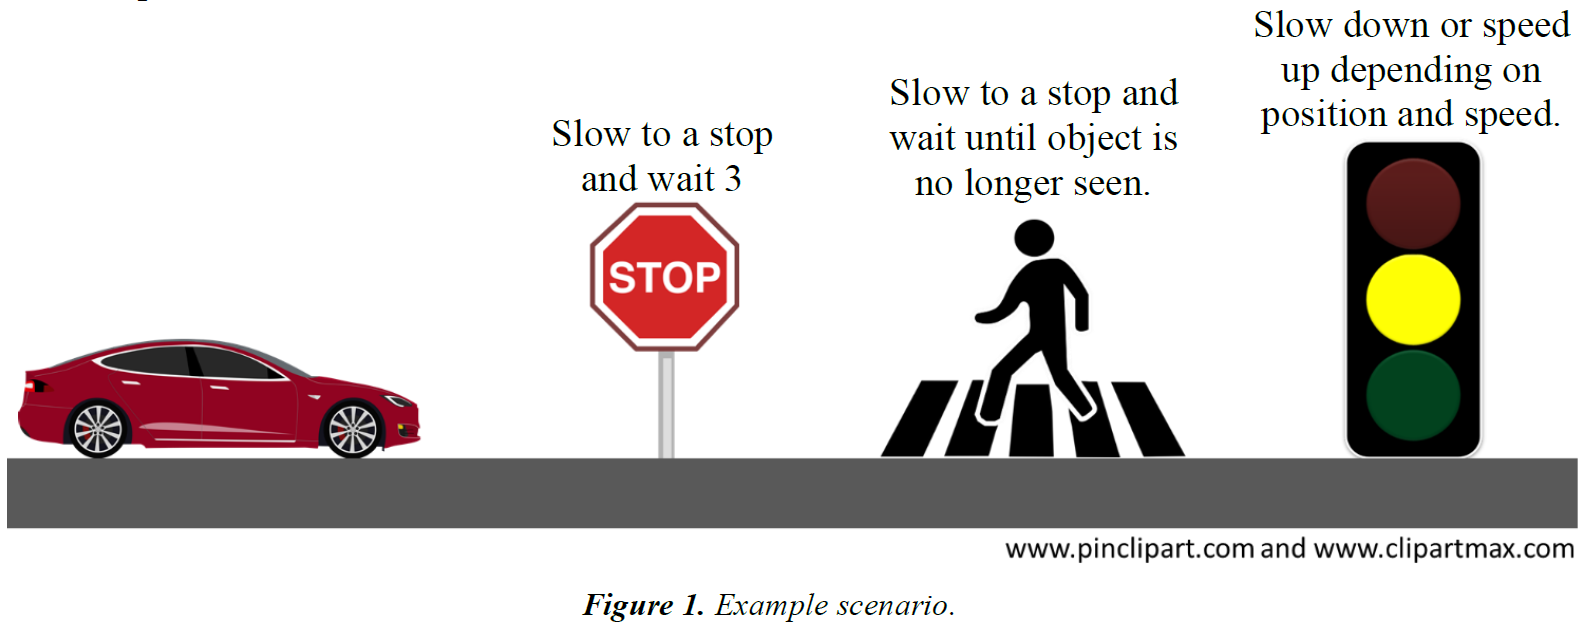 Slow down or speed
up depending on
position and speed.
Slow to a stop and
wait until object is
no longer seen.
Slow to a stop
and wait 3
STOP
www.pinclipart.com and www.clipartmax.com
Figure 1. Example scenario.